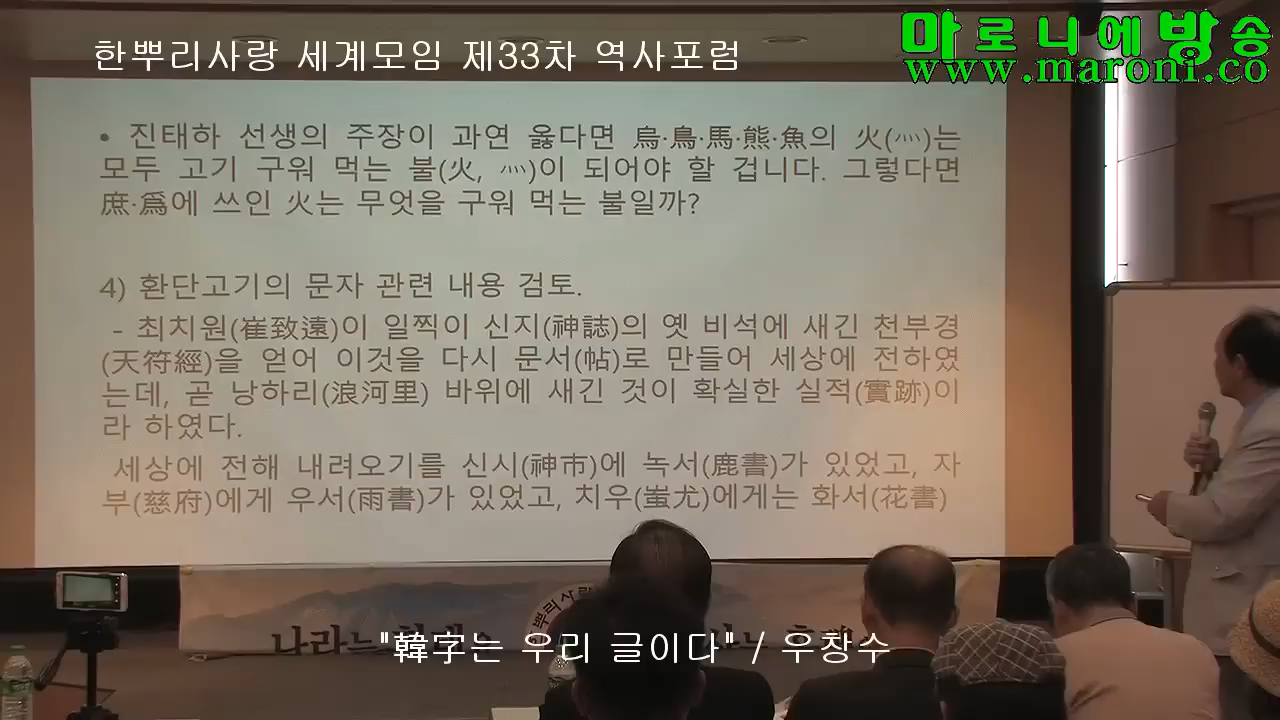 한뿌리사랑 세계모임 제33차 역사포럼
마로니에방송
www.maroni.co
• 진태하 선생의 주장이 과연 옳다면 烏·鳥·馬·熊·魚의 火(灬)는
모두 고기 구워 먹는 불(火, 灬)이 되어야 할 겁니다. 그렇다면
庶·爲에 쓰인 火는 무엇을 구워 먹는 불일까?
4) 환단고기의 문자 관련 내용 검토.
- 최치원(崔致遠)이 일찍이 신지(神誌)의 옛 비석에 새긴 천부경
(天符經)을 얻어 이것을 다시 문서(帖)로 만들어 세상에 전하였
는데, 곧 낭하리(浪河里) 바위에 새긴 것이 확실한 실적(實跡)이
라 하였다.
세상에 전해 내려오기를 신시(神市)에 녹서(鹿書)가 있었고, 자
부(慈府)에게 우서(雨書)가 있었고, 치우(蚩尤)에게는 화서(花書)
뿌리사랑
"韓字는 우리 글이다" / 우창수